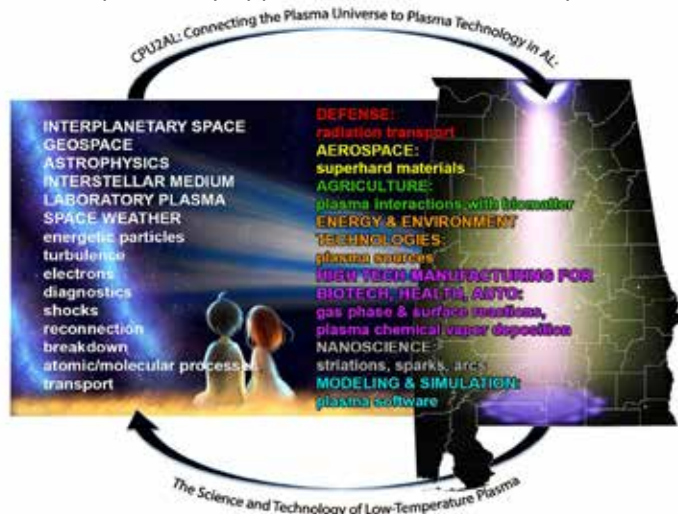 CPU2AL: Connecting the Plasma Universe to Plasma Technology in AL:
INTERPLANETARY SPACE
GEOSPACE
ASTROPHYSICS
INTERSTELLAR MEDIUM
LABORATORY PLASMA
SPACE WEATHER
energetic particles
turbulence
electrons
diagnostics
shocks
reconnection
breakdown
atomic/molecular processes
transport
DEFENSE:
radiation transport
AEROSPACE:
superhard materials
AGRICULTURE:
plasma interactions with biomatter
ENERGY & ENVIRONMENT
TECHNOLOGIES:
plasma sources
HIGH TECH MANUFACTURING FOR
BIOTECH, HEALTH, AUTO:
gas phase & surface reactions,
plasma chemical vapor deposition
NANOSCIENCE:
striations, sparks, arcs
MODELING & SIMULATION:
plasma software
The Science and Technology of Low-Temperature Plasma